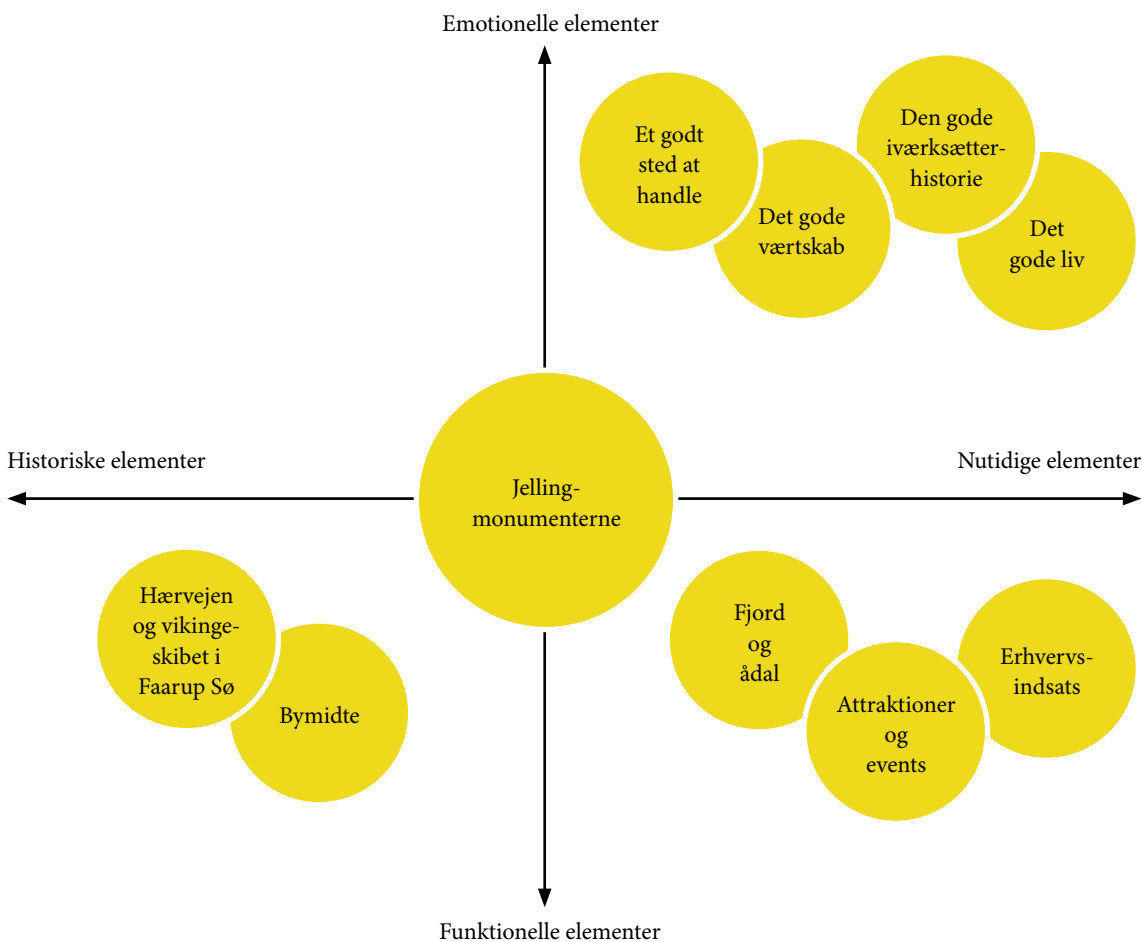 Emotionelle elementer
Et godt
sted at
handle
Det gode
værtskab
Den gode
iværksætter-
historie
Det
gode liv
Historiske elementer
Nutidige elementer
Jelling-
monumenterne
Hærvejen
og vikinge-
skibet i
Faarup Sø
Bymidte
Fjord
og
ådal
Attraktioner
og
events
Erhvervs-
indsats
Funktionelle elementer